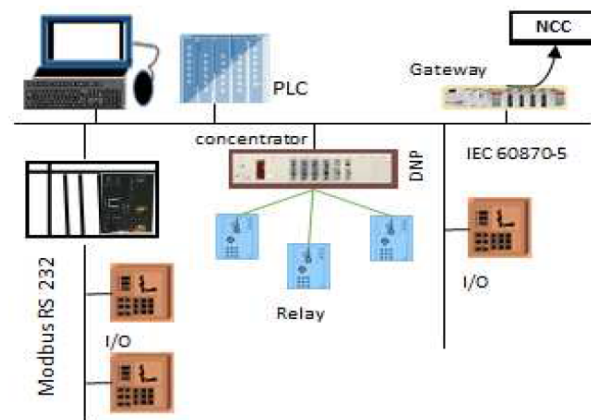 NCC
Gateway
PLC
concentrator
DNP
IEC 60870-5
Relay
I/O
I/O
Modbus RS 232